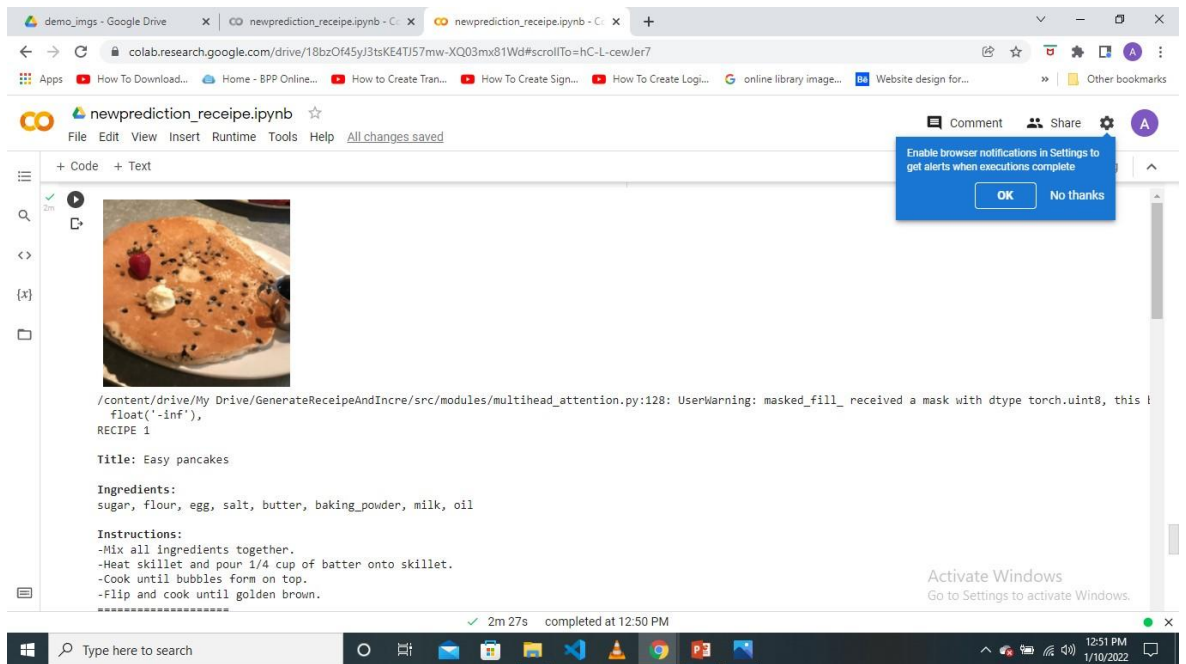 demo_imgs - Google Drive
newprediction_receipe.ipynb - C
newprediction_receipe.ipynb - C
colab.research.google.com/drive/18bzOf45yJ3tsKE4TJ57mw-XQ03mx81Wd#scrollTo=hC-L-cewJer7
A
Apps
How To Download...
Home - BPP Online...
How to Create Tran...
How To Create Sign...
How To Create Logi...
online library image...
Website design for...
»
Other bookmarks
CO
newprediction_receipe.ipynb
File Edit View Insert Runtime Tools Help All changes saved
Comment
Share
A
+ Code + Text
Enable browser notifications in Settings to
get alerts when executions complete
OK
No thanks
2m
{x}
/content/drive/My Drive/GenerateReceipeAndIncre/src/modules/multihead_attention.py:128: UserWarning: masked_fill_ received a mask with dtype torch.uint8, this
float('-inf'),
RECIPE 1
Title: Easy pancakes
Ingredients:
sugar, flour, egg, salt, butter, baking_powder, milk, oil
Instructions:
-Mix all ingredients together.
-Heat skillet and pour 1/4 cup of batter onto skillet.
-Cook until bubbles form on top.
-Flip and cook until golden brown.
====================
Activate Windows
Go to Settings to activate Windows.
2m 27s completed at 12:50 PM
Type here to search
12:51 PM
1/10/2022